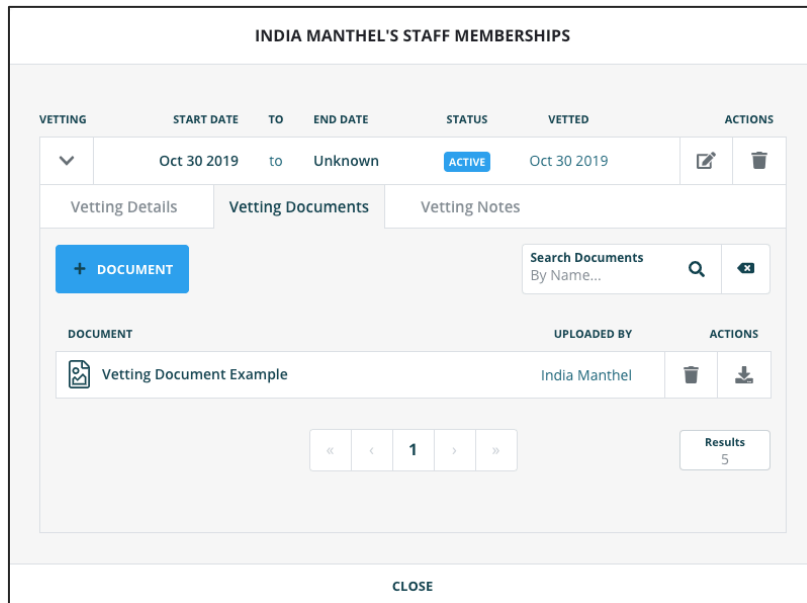 INDIA MANTHEL'S STAFF MEMBERSHIPS
VETTING START DATE TO END DATE STATUS VETTED ACTIONS
Oct 30 2019 to Unknown ACTIVE Oct 30 2019
Vetting Details Vetting Documents Vetting Notes
+ DOCUMENT
Search Documents
By Name...
DOCUMENT UPLOADED BY ACTIONS
Vetting Document Example India Manthel
« ‹ 1 › »
Results
5
CLOSE